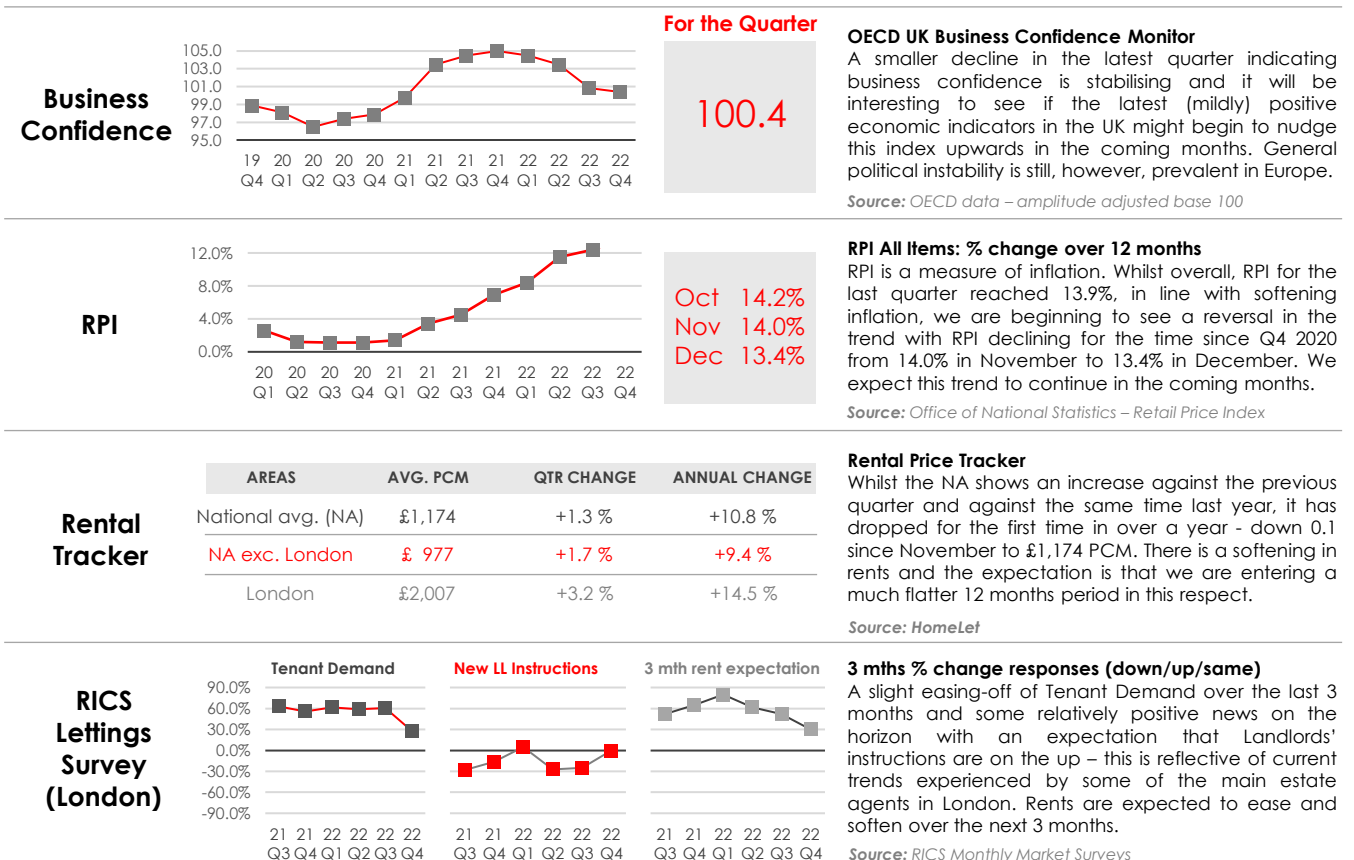 For the Quarter
Business
Confidence
105.0
103.0
101.0
99.0
97.0
95.0
19 20 20 20 20 21 21 21 21 22 22 22 22
Q4 Q1 Q2 Q3 Q4 Q1 Q2 Q3 Q4 Q1 Q2 Q3 Q4
100.4
OECD UK Business Confidence Monitor
A smaller decline in the latest quarter indicating
business confidence is stabilising and it will be
interesting to see if the latest (mildly) positive
economic indicators in the UK might begin to nudge
this index upwards in the coming months. General
political instability is still, however, prevalent in Europe.
Source: OECD data – amplitude adjusted base 100
RPI
12.0%
8.0%
4.0%
0.0%
20 20 20 20 21 21 21 21 22 22 22 22
Q1 Q2 Q3 Q4 Q1 Q2 Q3 Q4 Q1 Q2 Q3 Q4
Oct 14.2%
Nov 14.0%
Dec 13.4%
RPI All Items: % change over 12 months
RPI is a measure of inflation. Whilst overall, RPI for the
last quarter reached 13.9%, in line with softening
inflation, we are beginning to see a reversal in the
trend with RPI declining for the time since Q4 2020
from 14.0% in November to 13.4% in December. We
expect this trend to continue in the coming months.
Source: Office of National Statistics – Retail Price Index
Rental
Tracker
AREAS AVG. PCM QTR CHANGE ANNUAL CHANGE
National avg. (NA) £1,174 +1.3 % +10.8 %
NA exc. London £ 977 +1.7 % +9.4 %
London £2,007 +3.2 % +14.5 %
Rental Price Tracker
Whilst the NA shows an increase against the previous
quarter and against the same time last year, it has
dropped for the first time in over a year - down 0.1
since November to £1,174 PCM. There is a softening in
rents and the expectation is that we are entering a
much flatter 12 months period in this respect.
Source: HomeLet
RICS
Lettings
Survey
(London)
Tenant Demand New LL Instructions 3 mth rent expectation
90.0%
60.0%
30.0%
0.0%
-30.0%
-60.0%
-90.0%
21 21 22 22 22 22 21 21 22 22 22 22 21 21 22 22 22 22
Q3 Q4 Q1 Q2 Q3 Q4 Q3 Q4 Q1 Q2 Q3 Q4 Q3 Q4 Q1 Q2 Q3 Q4
3 mths % change responses (down/up/same)
A slight easing-off of Tenant Demand over the last 3
months and some relatively positive news on the
horizon with an expectation that Landlords’
instructions are on the up – this is reflective of current
trends experienced by some of the main estate
agents in London. Rents are expected to ease and
soften over the next 3 months.
Source: RICS Monthly Market Surveys